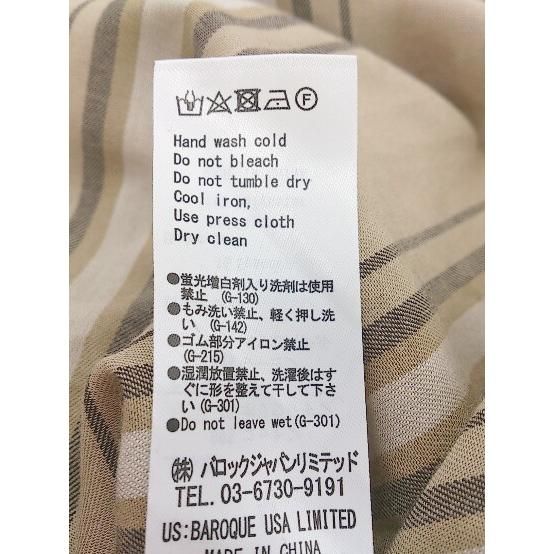 Hand wash cold
Do not bleach
Do not tumble dry
Cool iron,
Use press cloth
Dry clean
●蛍光増白剤入り洗剤は使用
禁止 (G-130)
●もみ洗い禁止、軽く押し洗
い (G-142)
●ゴム部分アイロン禁止
(G-215)
●湿潤放置禁止、洗濯後はす
ぐに形を整えて干して下さ
い(G-301)
●Do not leave wet(G-301)
㈱ バロックジャパンリミテッド
TEL. 03-6730-9191
US:BAROQUE USA LIMITED
MADE IN CHINA